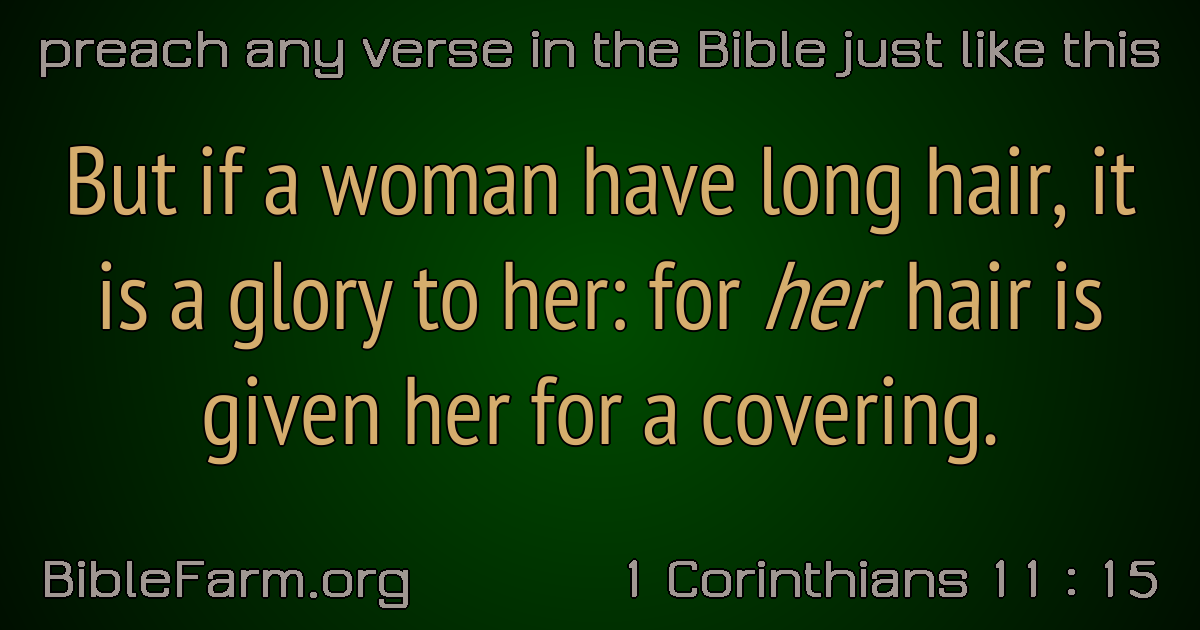 preach any verse in the Bible just like this
But if a woman have long hair, it
is a glory to her: for her hair is
given her for a covering.
BibleFarm.org
1 Corinthians 11 : 15